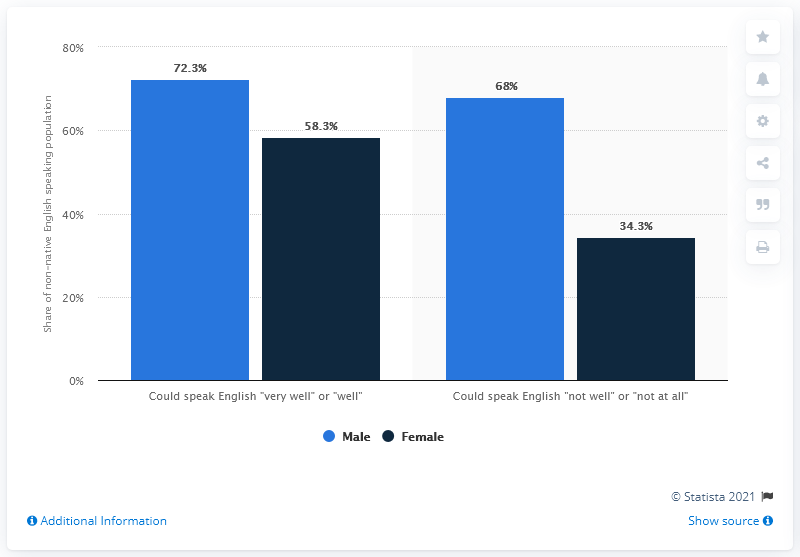 Share of non-native English speaking population
80%
60%
40%
20%
0%
72.3%
58.3%
68%
34.3%
Could speak English "very well" or "well"
Could speak English "not well" or "not at all"
Male Female
© Statista 2021
Additional Information
Show source